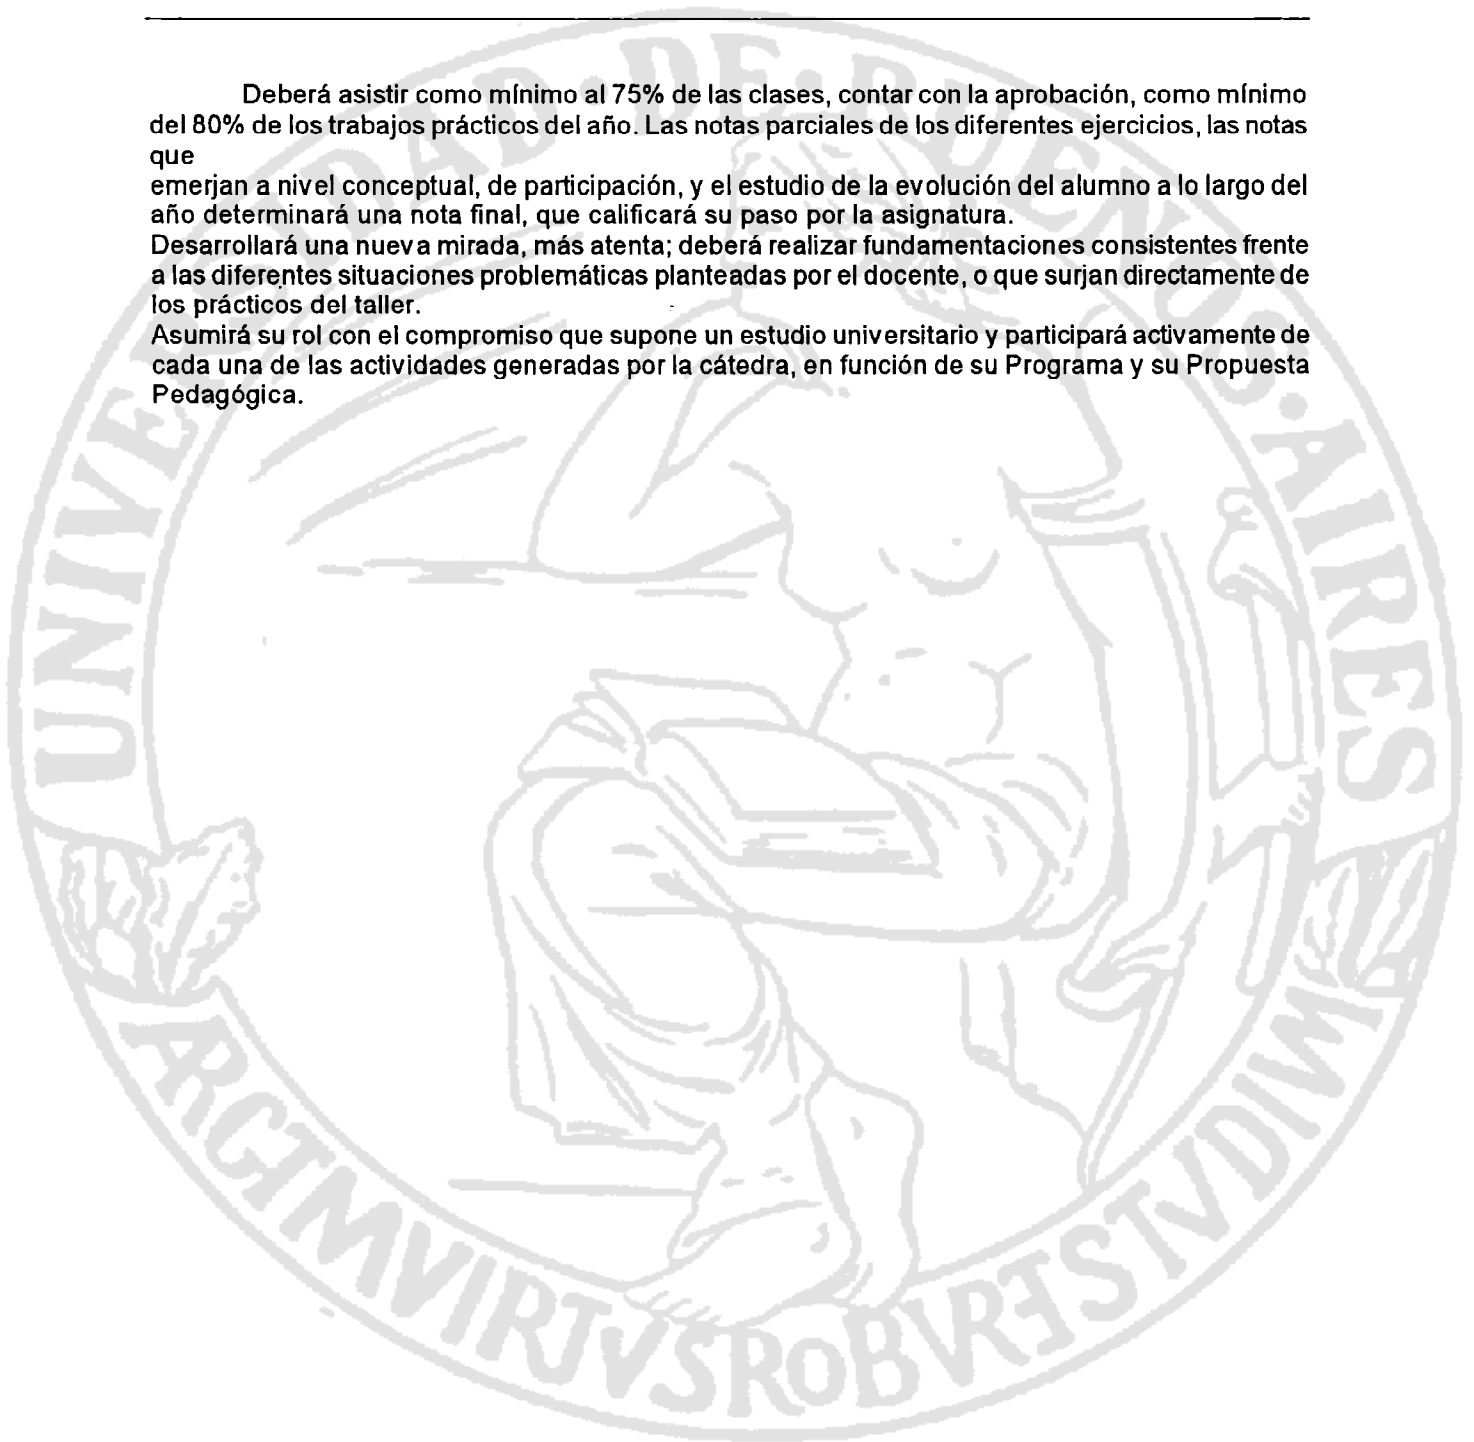 Deberá asistir como mínimo al 75% de las clases, contar con la aprobación, como mínimo
del 80% de los trabajos prácticos del año. Las notas parciales de los diferentes ejercicios, las notas
que
emerjan a nivel conceptual, de participación, y el estudio de la evolución del alumno a lo largo del
año determinará una nota final, que calificará su paso por la asignatura.
Desarrollará una nueva mirada, más atenta; deberá realizar fundamentaciones consistentes frente
a las diferentes situaciones problemáticas planteadas por el docente, o que surjan directamente de
los prácticos del taller.
Asumirá su rol con el compromiso que supone un estudio universitario y participará activamente de
cada una de las actividades generadas por la cátedra, en función de su Programa y su Propuesta
Pedagógica.
UNIVERSIDAD · DE · BUENOS · AIRES
ARGT·M VIRTVS ROBVR ET STVDIVM